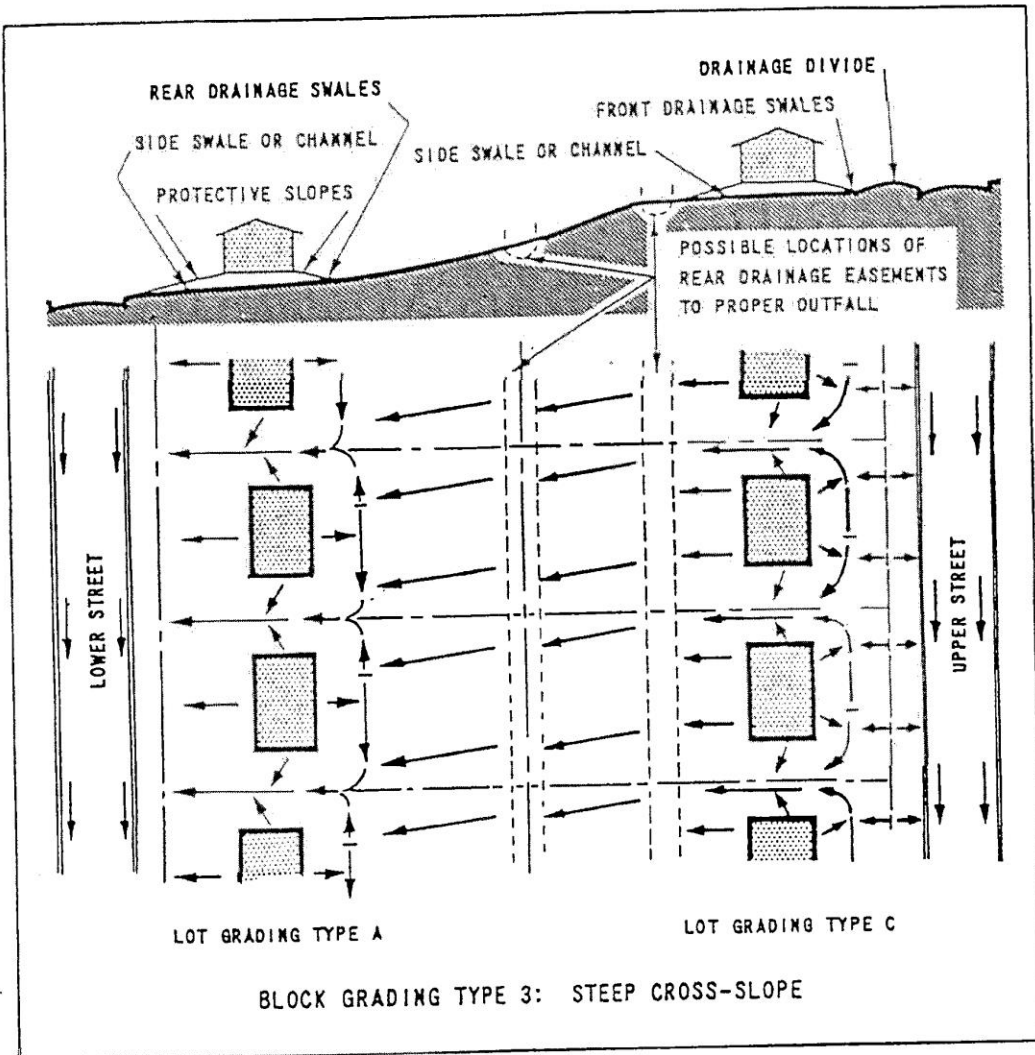 DRAINAGE DIVIDE
REAR DRAINAGE SWALES
FRONT DRAINAGE SWALES
SIDE SWALE OR CHANNEL
SIDE SWALE OR CHANNEL
PROTECTIVE SLOPES
POSSIBLE LOCATIONS OF
REAR DRAINAGE EASEMENTS
TO PROPER OUTFALL
LOWER STREET
UPPER STREET
LOT GRADING TYPE A
LOT GRADING TYPE C
BLOCK GRADING TYPE 3: STEEP CROSS-SLOPE